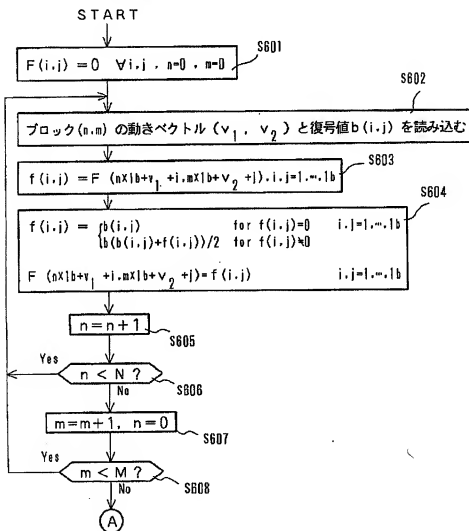 START
S601
F(i,j)=0 ∀i,j , n=0 , m=0
S602
ブロック(n,m)の動きベクトル(v₁, v₂)と復号値b(i,j)を読み込む
S603
f(i,j)=F (n×lb+v₁+i,m×lb+v₂+j),i,j=1,…,lb
S604
f(i,j)={b(i,j) for f(i,j)=0 i,j=1,…,lb
b(b(i,j)+f(i,j))/2 for f(i,j)≠0
F (n×lb+v₁+i,m×lb+v₂+j)=f(i,j) i,j=1,…,lb
n=n+1
S605
Yes
n<N?
S606
No
m=m+1, n=0
S607
Yes
m<M?
S608
No
A